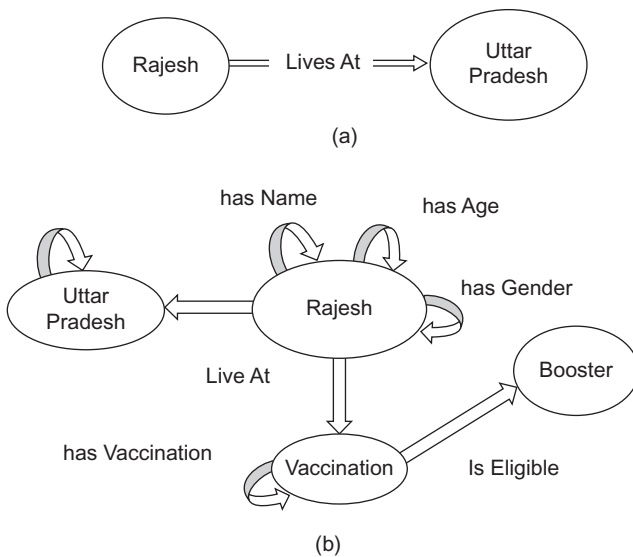 Rajesh
Lives At
Uttar
Pradesh
(a)
has Name
has Age
Uttar
Pradesh
Rajesh
has Gender
Live At
Booster
has Vaccination
Vaccination
Is Eligible
(b)